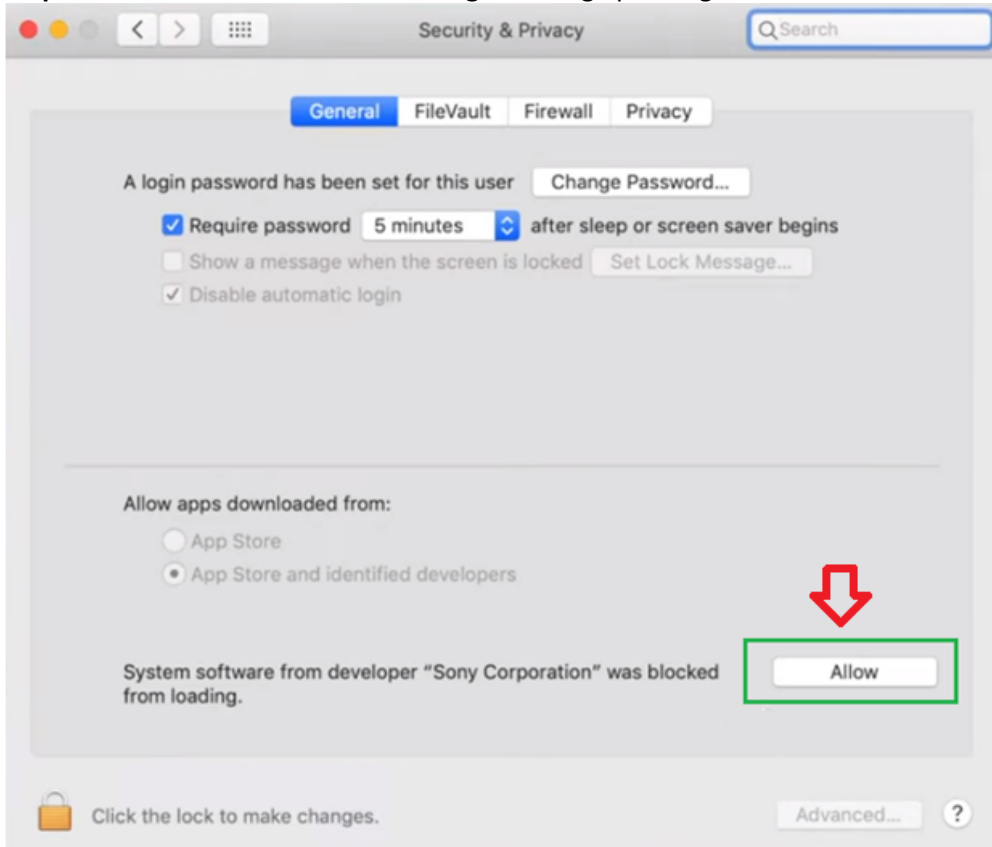 Security & Privacy
Search
General FileVault Firewall Privacy
A login password has been set for this user Change Password...
Require password 5 minutes after sleep or screen saver begins
Show a message when the screen is locked Set Lock Message...
Disable automatic login
Allow apps downloaded from:
App Store
App Store and identified developers
System software from developer “Sony Corporation” was blocked Allow
from loading.
Click the lock to make changes. Advanced... ?